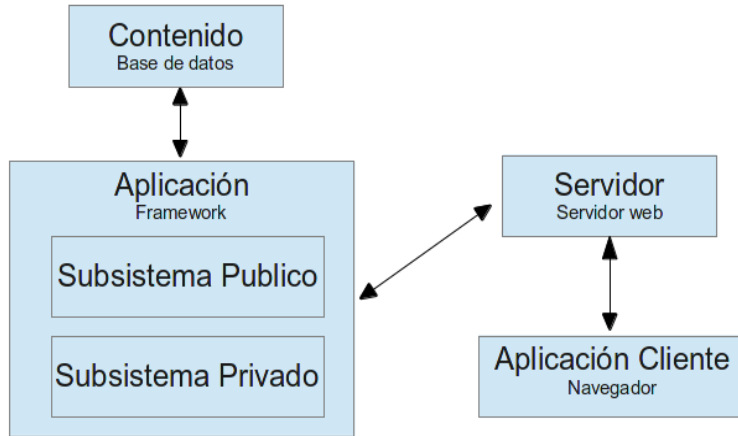 Contenido
Base de datos
Aplicación
Framework
Subsistema Publico
Subsistema Privado
Servidor
Servidor web
Aplicación Cliente
Navegador